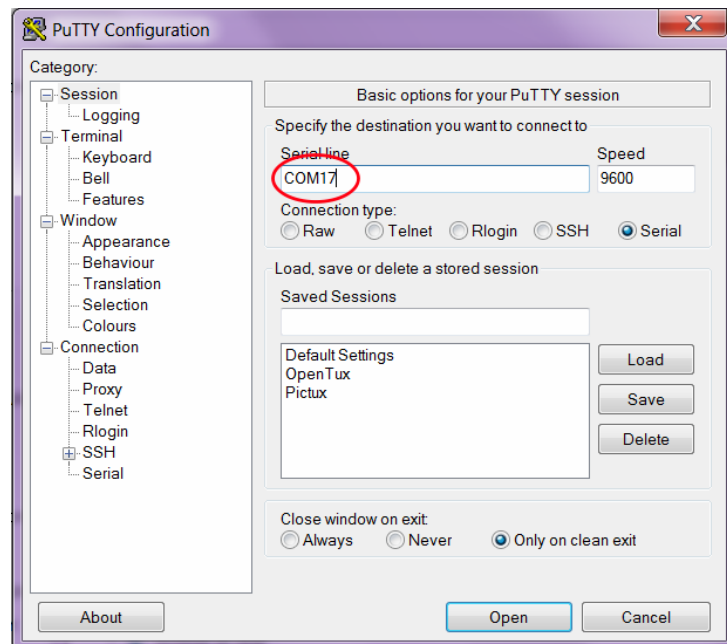 PuTTY Configuration
Category:
Session
Logging
Terminal
Keyboard
Bell
Features
Window
Appearance
Behaviour
Translation
Selection
Colours
Connection
Data
Proxy
Telnet
Rlogin
SSH
Serial
Basic options for your PuTTY session
Specify the destination you want to connect to
Serial line Speed
COM17 9600
Connection type:
Raw Telnet Rlogin SSH Serial
Load, save or delete a stored session
Saved Sessions
Default Settings
OpenTux
Pictux
Load
Save
Delete
Close window on exit:
Always Never Only on clean exit
About Open Cancel